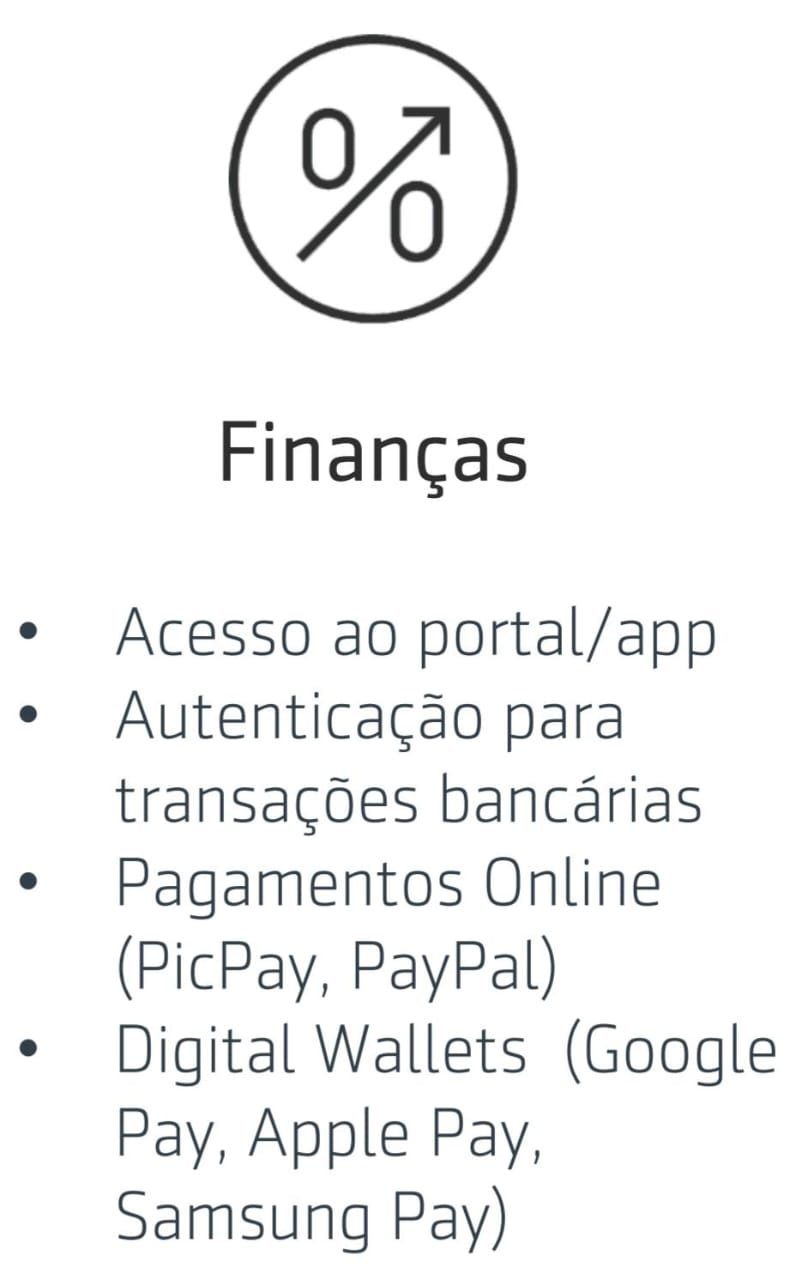 Finanças
• Acesso ao portal/app
• Autenticação para
transações bancárias
• Pagamentos Online
(PicPay, PayPal)
• Digital Wallets (Google
Pay, Apple Pay,
Samsung Pay)